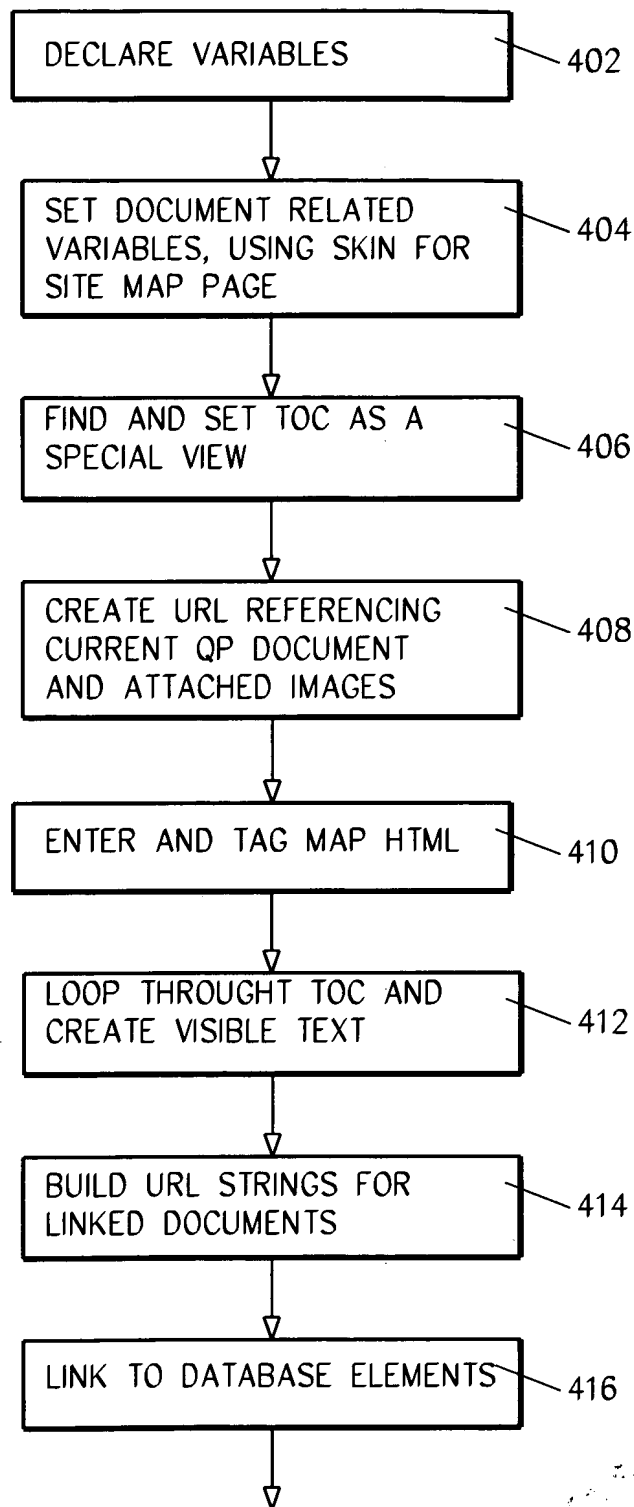 DECLARE VARIABLES
402
SET DOCUMENT RELATED
VARIABLES, USING SKIN FOR
SITE MAP PAGE
404
FIND AND SET TOC AS A
SPECIAL VIEW
406
CREATE URL REFERENCING
CURRENT QP DOCUMENT
AND ATTACHED IMAGES
408
ENTER AND TAG MAP HTML
410
LOOP THROUGHT TOC AND
CREATE VISIBLE TEXT
412
BUILD URL STRINGS FOR
LINKED DOCUMENTS
414
LINK TO DATABASE ELEMENTS
416